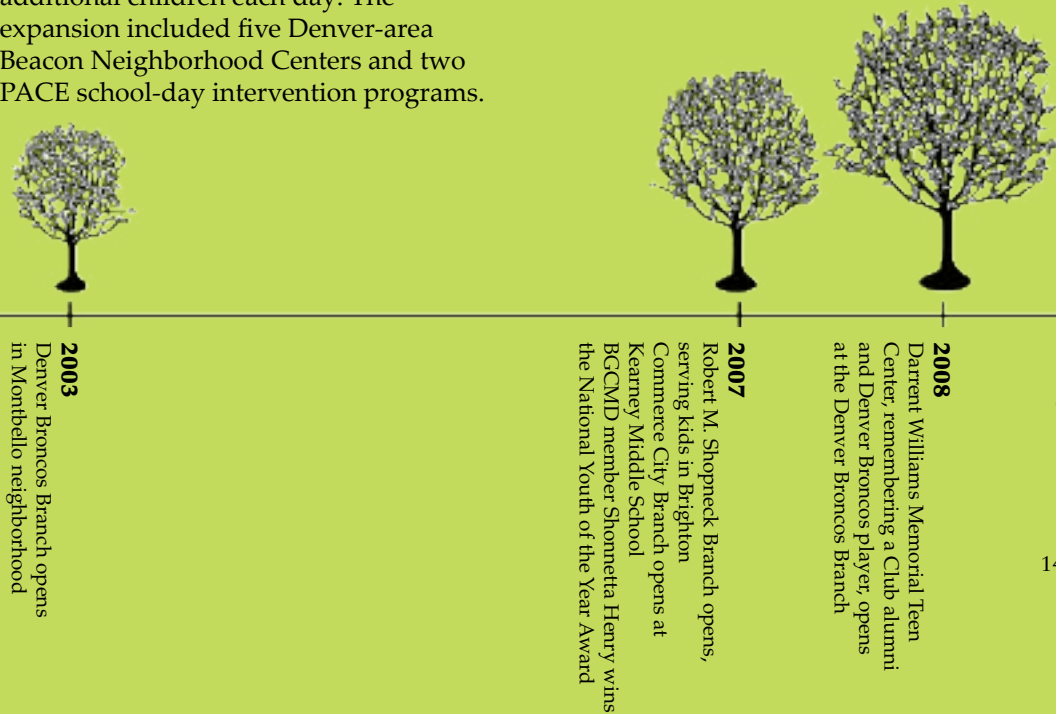 additional children each day. The
expansion included five Denver-area
Beacon Neighborhood Centers and two
PACE school-day intervention programs.
2003
Denver Broncos Branch opens
in Montbello neighborhood
2007
Robert M. Shopneck Branch opens,
serving kids in Brighton
Commerce City Branch opens at
Kearney Middle School
BGCMD member Shonnetta Henry wins
the National Youth of the Year Award
2008
Darrent Williams Memorial Teen
Center, remembering a Club alumni
and Denver Broncos player, opens
at the Denver Broncos Branch
14